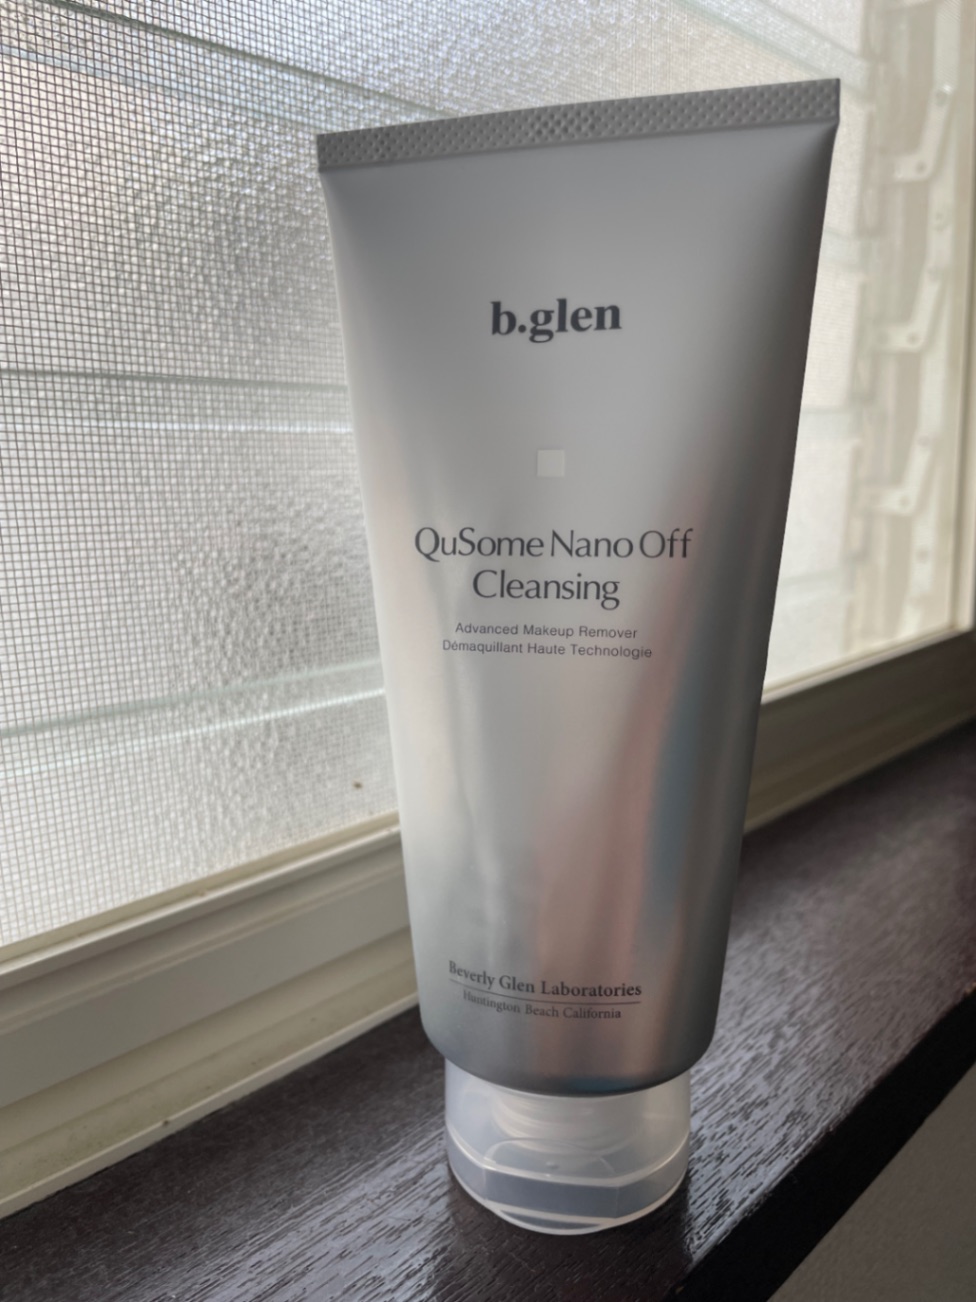 b.glen
QuSome Nano Off
Cleansing
Advanced Makeup Remover
Démaquillant Haute Technologie
Beverly Glen Laboratories
Huntington Beach California